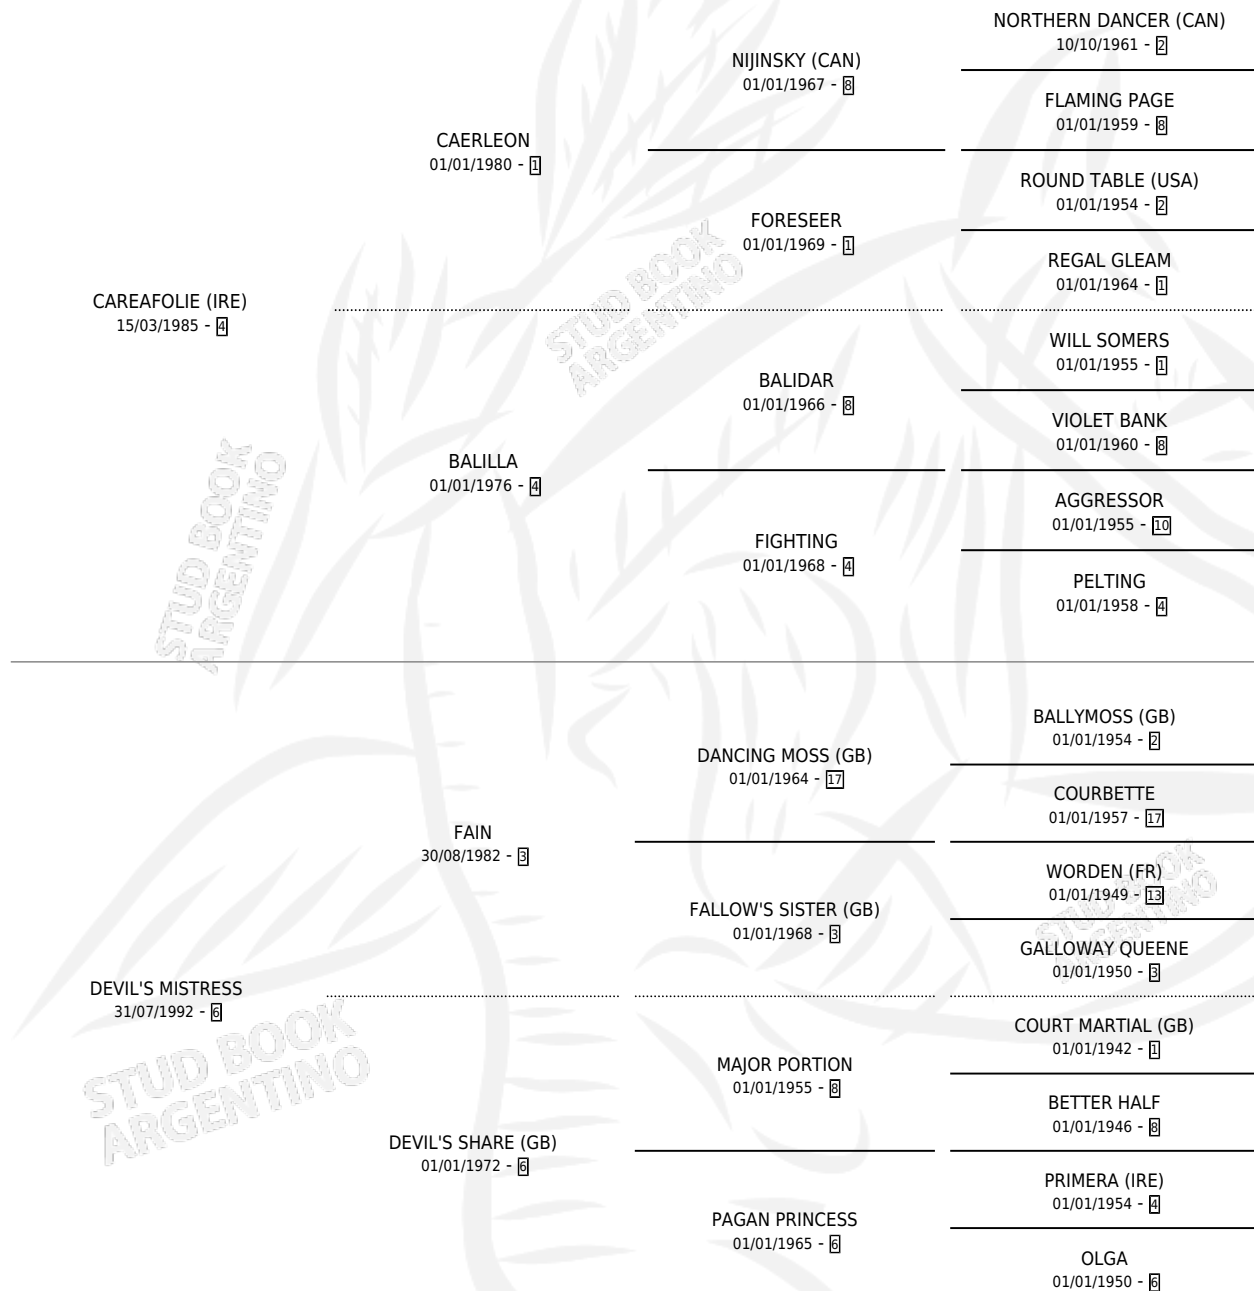 NORTHERN DANCER (CAN)
10/10/1961 - 2
NIJINSKY (CAN)
01/01/1967 - 8
FLAMING PAGE
01/01/1959 - 8
CAERLEON
01/01/1980 - 1
ROUND TABLE (USA)
01/01/1954 - 2
FORESEER
01/01/1969 - 1
REGAL GLEAM
01/01/1964 - 1
CAREAFOLIE (IRE)
15/03/1985 - 4
WILL SOMERS
01/01/1955 - 1
BALIDAR
01/01/1966 - 8
VIOLET BANK
01/01/1960 - 8
BALILLA
01/01/1976 - 4
AGGRESSOR
01/01/1955 - 10
FIGHTING
01/01/1968 - 4
PELTING
01/01/1958 - 4
STUD BOOK
ARGENTINO
STUD BOOK
ARGENTINO
BALLYMOSS (GB)
01/01/1954 - 2
DANCING MOSS (GB)
01/01/1964 - 17
COURBETTE
01/01/1957 - 17
FAIN
30/08/1982 - 3
WORDEN (FR)
01/01/1949 - 13
FALLOW'S SISTER (GB)
01/01/1968 - 3
GALLOWAY QUEENE
01/01/1950 - 3
DEVIL'S MISTRESS
31/07/1992 - 6
COURT MARTIAL (GB)
01/01/1942 - 1
MAJOR PORTION
01/01/1955 - 8
BETTER HALF
01/01/1946 - 8
DEVIL'S SHARE (GB)
01/01/1972 - 6
PRIMERA (IRE)
01/01/1954 - 4
PAGAN PRINCESS
01/01/1965 - 6
OLGA
01/01/1950 - 6
STUD BOOK
ARGENTINO
STUD BOOK
ARGENTINO